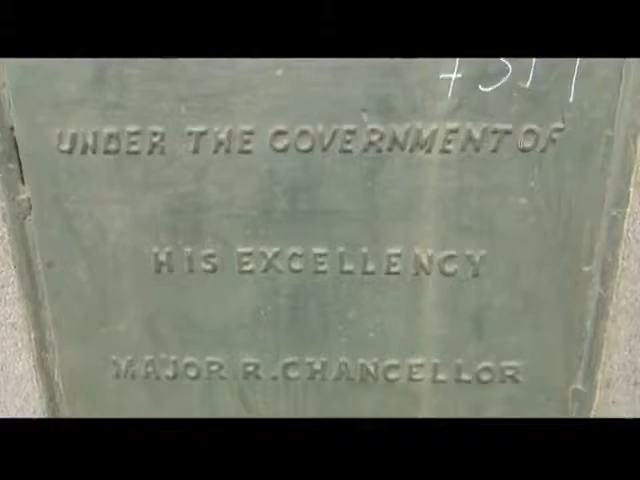 UNDER THE GOVERNMENT OF
HIS EXCELLENCY
MAJOR R. CHANCELLOR